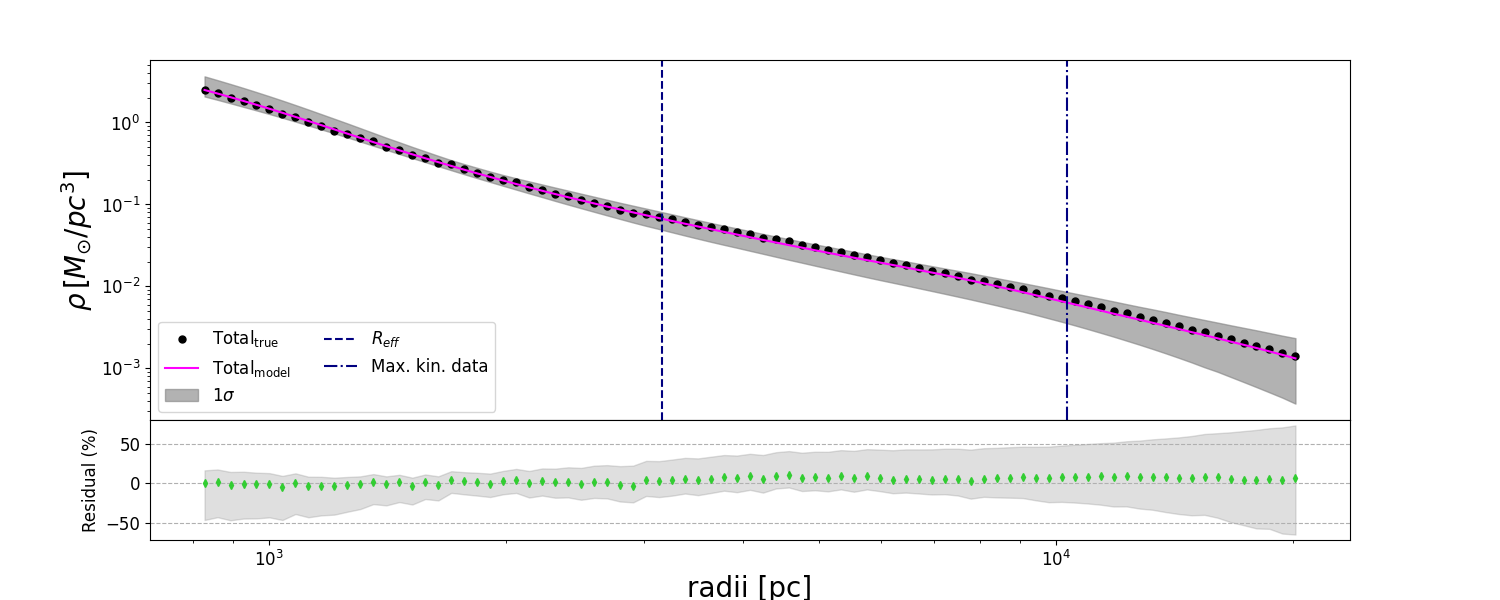 ρ [M⊙/pc³]
10⁰
10⁻¹
10⁻²
10⁻³
Total_true
Total_model
1σ
R_eff
Max. kin. data
Residual (%)
50
0
−50
10³
10⁴
radii [pc]